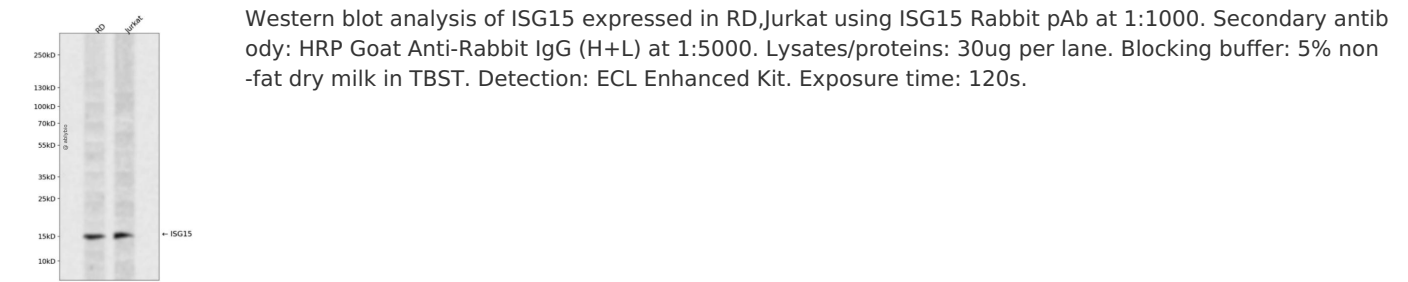 RD
Jurkat
250kD
130kD
100kD
70kD
55kD
35kD
25kD
15kD
10kD
@ ablybio
← ISG15
Western blot analysis of ISG15 expressed in RD,Jurkat using ISG15 Rabbit pAb at 1:1000. Secondary antib
ody: HRP Goat Anti-Rabbit IgG (H+L) at 1:5000. Lysates/proteins: 30ug per lane. Blocking buffer: 5% non
-fat dry milk in TBST. Detection: ECL Enhanced Kit. Exposure time: 120s.